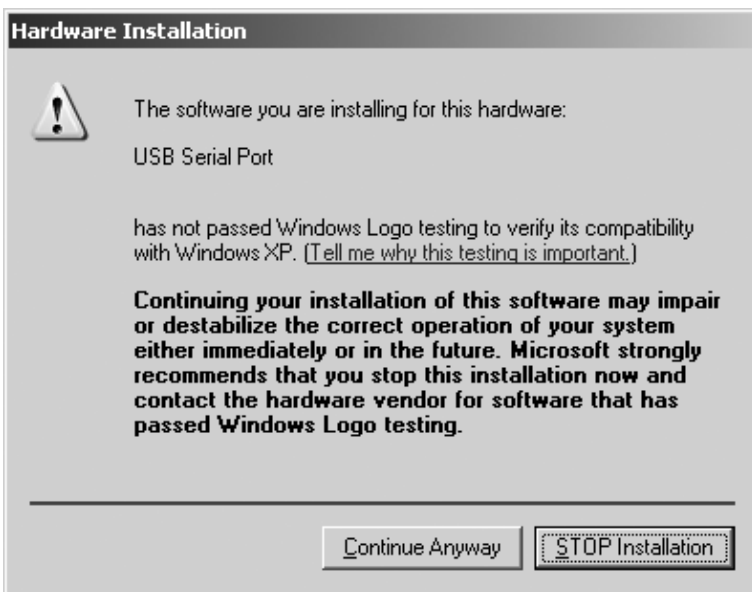 Hardware Installation
The software you are installing for this hardware:
USB Serial Port
has not passed Windows Logo testing to verify its compatibility
with Windows XP. (Tell me why this testing is important.)
Continuing your installation of this software may impair
or destabilize the correct operation of your system
either immediately or in the future. Microsoft strongly
recommends that you stop this installation now and
contact the hardware vendor for software that has
passed Windows Logo testing.
Continue Anyway STOP Installation